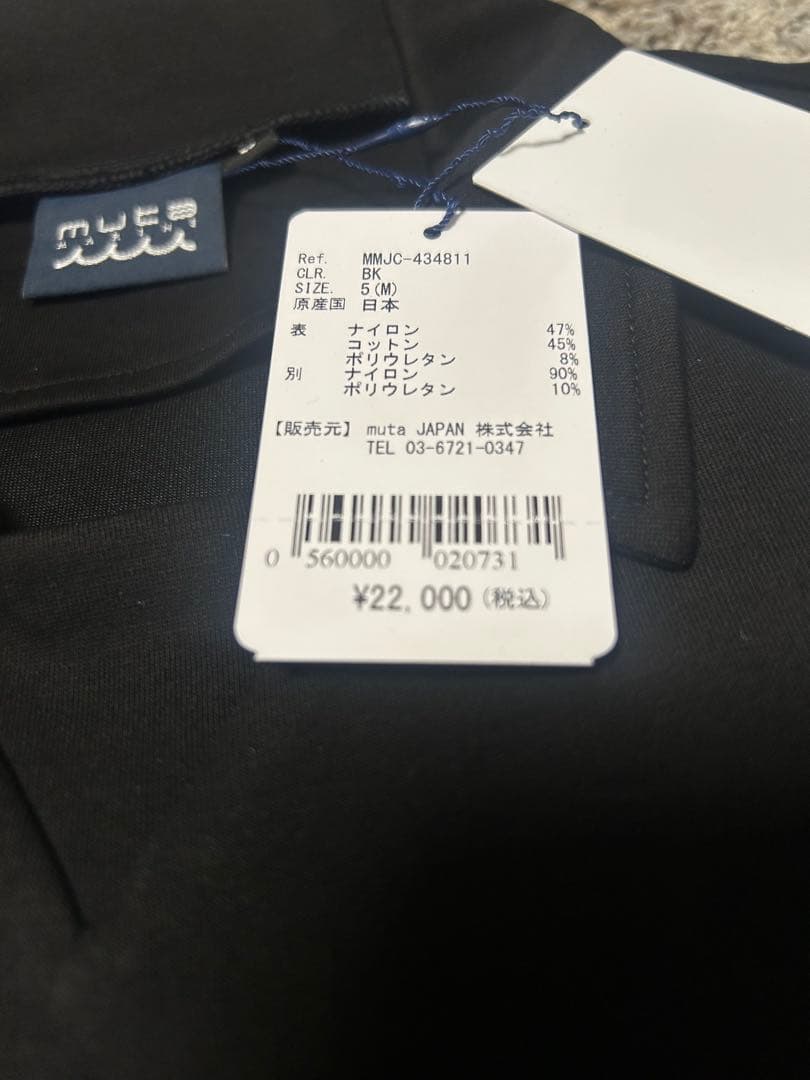 muta
MARINE
Ref. MMJC-434811
CLR. BK
SIZE. 5(M)
原産国 日本
表 ナイロン 47%
コットン 45%
ポリウレタン 8%
別 ナイロン 90%
ポリウレタン 10%
【販売元】 muta JAPAN 株式会社
TEL 03-6721-0347
0 560000 020731
¥22,000(税込)